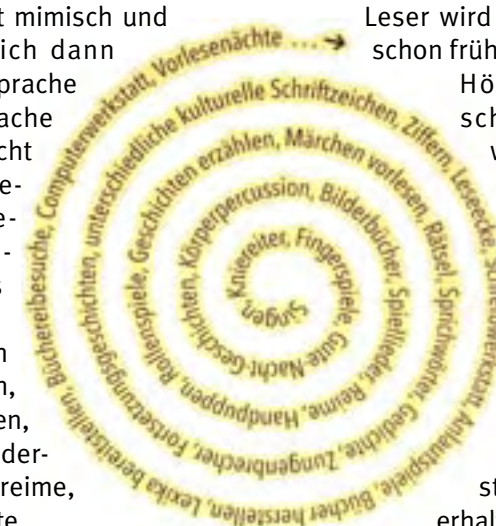 t mimisch und
ich dann
prache
ache
cht
e-
e-
-
s
n
n,
en,
der-
reime,
te
Singen, Kniereiter, Fingerspiele, Gute-Nacht-Geschichten, Körperpercussion, Bilderbücher, Spiellieder, Reime, Handpuppen, Rollenspiele, Geschichten erzählen, Märchen vorlesen, Rätsel, Sprichwörter, Gedichte, Zungenbrecher, Fortsetzungsgeschichten, unterschiedliche kulturelle Schriftzeichen, Ziffern, Leseecke, Schreibwerkstatt, Anlautspiele, Bücher herstellen, Lexika bereitstellen, Büchereibesuche, Computerwerkstatt, Vorlesenächte ... →
Leser wird
schon früh
Hö
sch
w
st
erhal